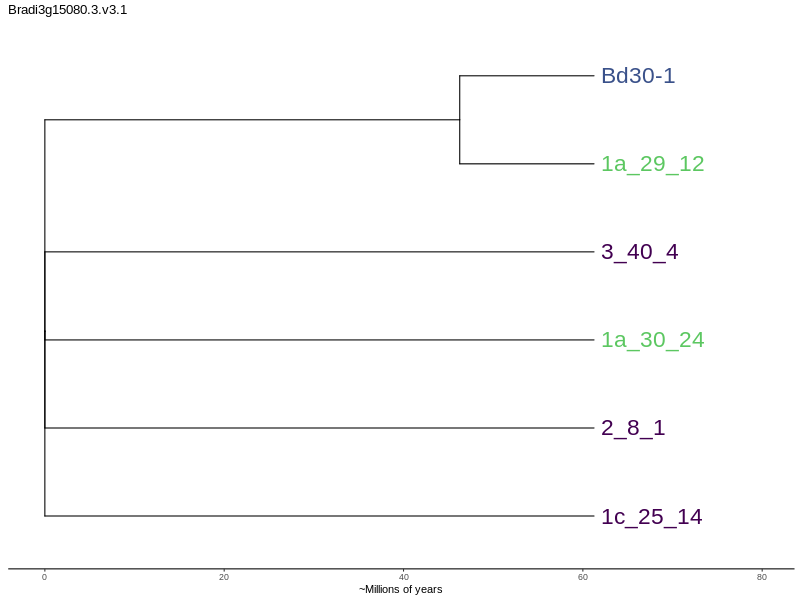 Bradi3g15080.3.v3.1
Bd30-1
1a_29_12
3_40_4
1a_30_24
2_8_1
1c_25_14
0 20 40 60 80
~Millions of years